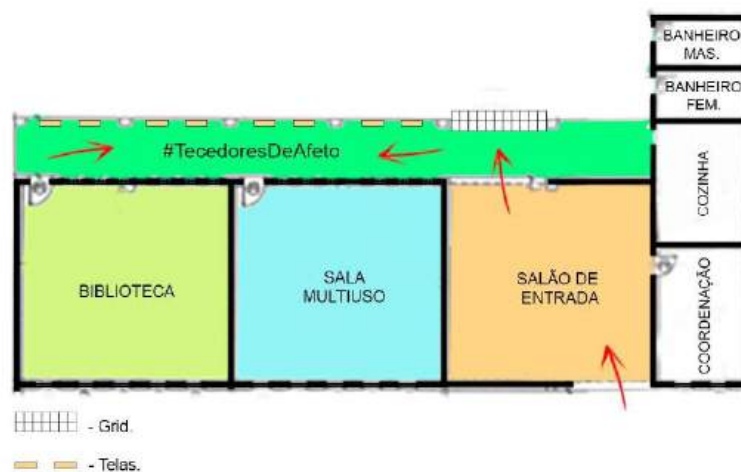 BANHEIRO
MAS.
BANHEIRO
FEM.
#TecedoresDeAfeto
COZINHA
BIBLIOTECA
SALA
MULTIUSO
SALÃO DE
ENTRADA
COORDENAÇÃO
- Grid.
- Telas.